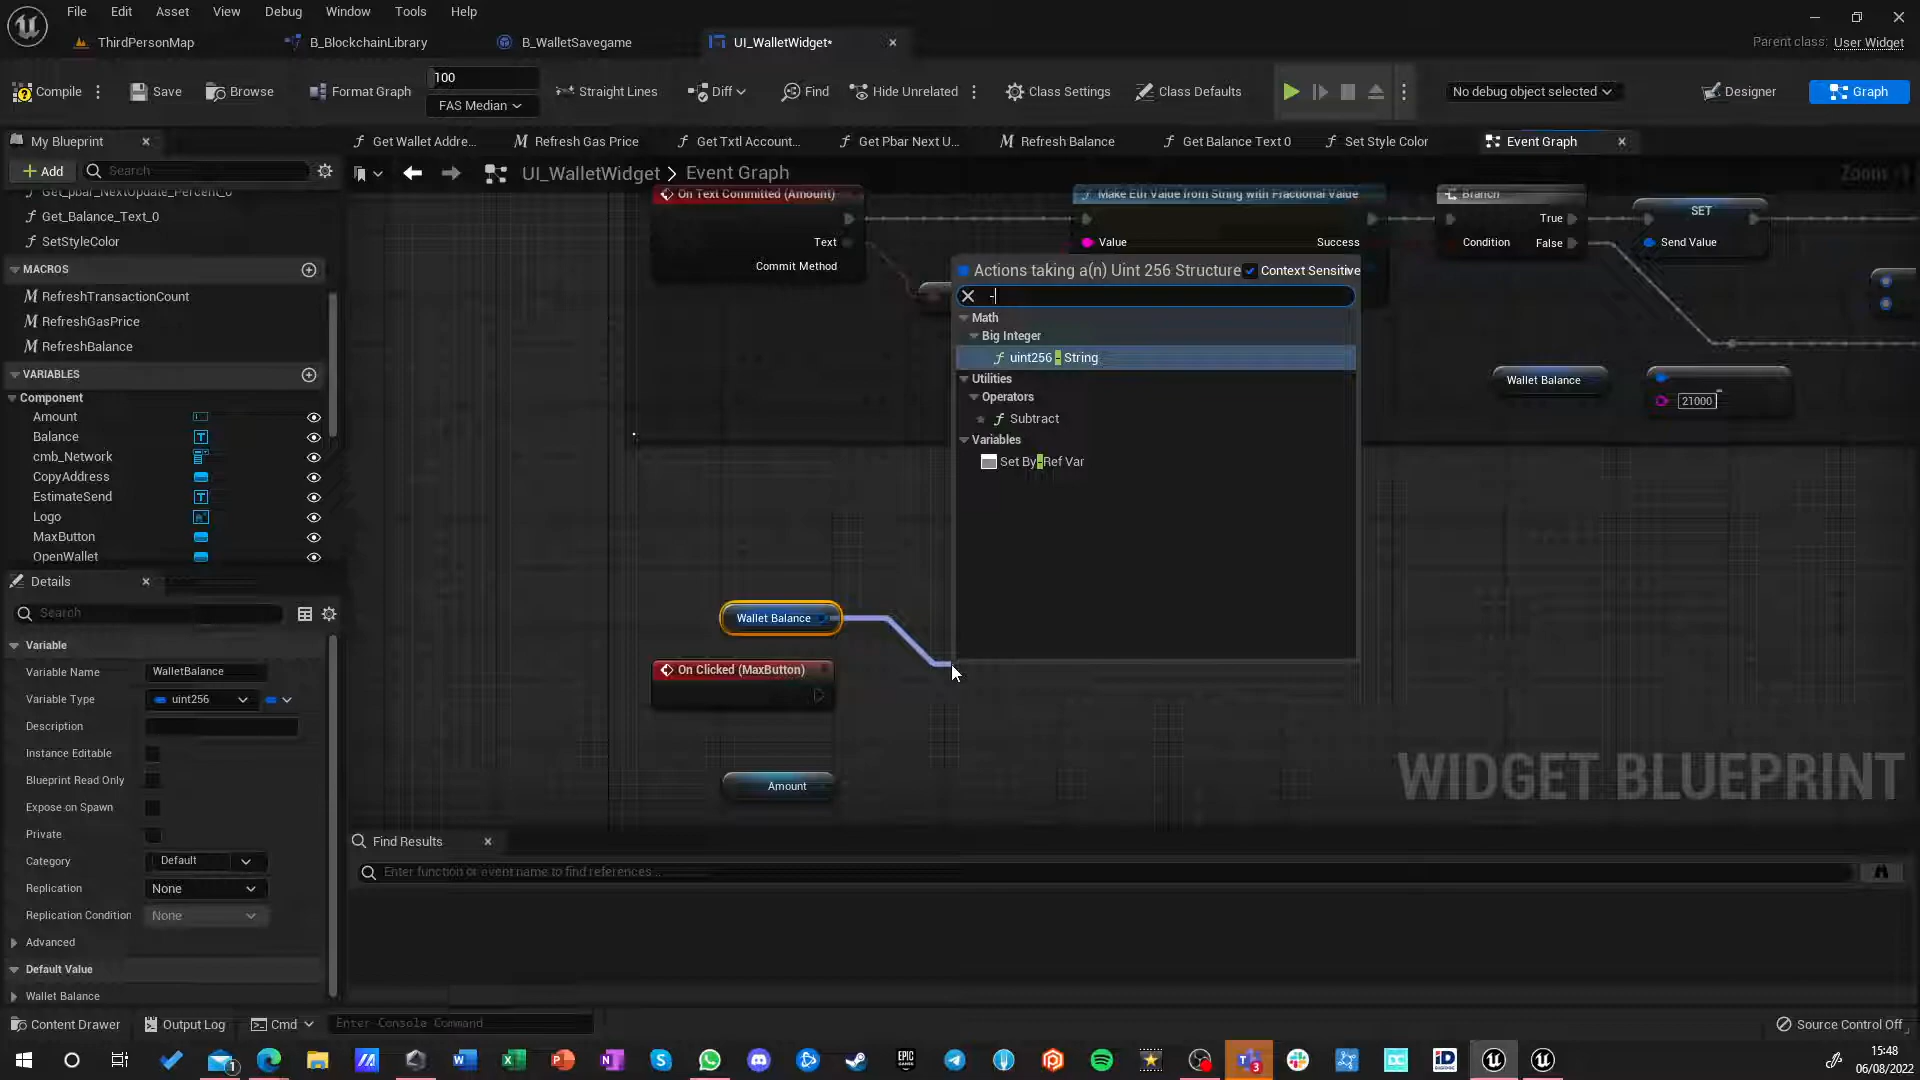 File Edit Asset View Debug Window Tools Help
ThirdPersonMap B_BlockchainLibrary B_WalletSavegame UI_WalletWidget*
Parent class: User Widget
Compile Save Browse Format Graph 100 FAS Median Straight Lines Diff Find Hide Unrelated Class Settings Class Defaults No debug object selected Designer Graph
My Blueprint
Get Wallet Addre... Refresh Gas Price Get Txtl Account... Get Pbar Next U... Refresh Balance Get Balance Text 0 Set Style Color Event Graph
Add Search
UI_WalletWidget > Event Graph
Zoom -1
Get_pbar_NextUpdate_Percent_0
Get_Balance_Text_0
SetStyleColor
MACROS
RefreshTransactionCount
RefreshGasPrice
RefreshBalance
VARIABLES
Component
Amount
Balance
cmb_Network
CopyAddress
EstimateSend
Logo
MaxButton
OpenWallet
On Text Committed (Amount)
Text
Commit Method
Make Eth Value from String with Fractional Value
Value Success
Branch
True
Condition False
SET
Send Value
Actions taking a(n) Uint 256 Structure Context Sensitive
-
Math
Big Integer
uint256 - String
Utilities
Operators
Subtract
Variables
Set By-Ref Var
Wallet Balance
21000
Wallet Balance
On Clicked (MaxButton)
Amount
WIDGET BLUEPRINT
Details
Search
Variable
Variable Name WalletBalance
Variable Type uint256
Description
Instance Editable
Blueprint Read Only
Expose on Spawn
Private
Category Default
Replication None
Replication Condition None
Advanced
Default Value
Wallet Balance
Find Results
Enter function or event name to find references...
Content Drawer Output Log Cmd Enter Console Command
Source Control Off
15:48
06/08/2022